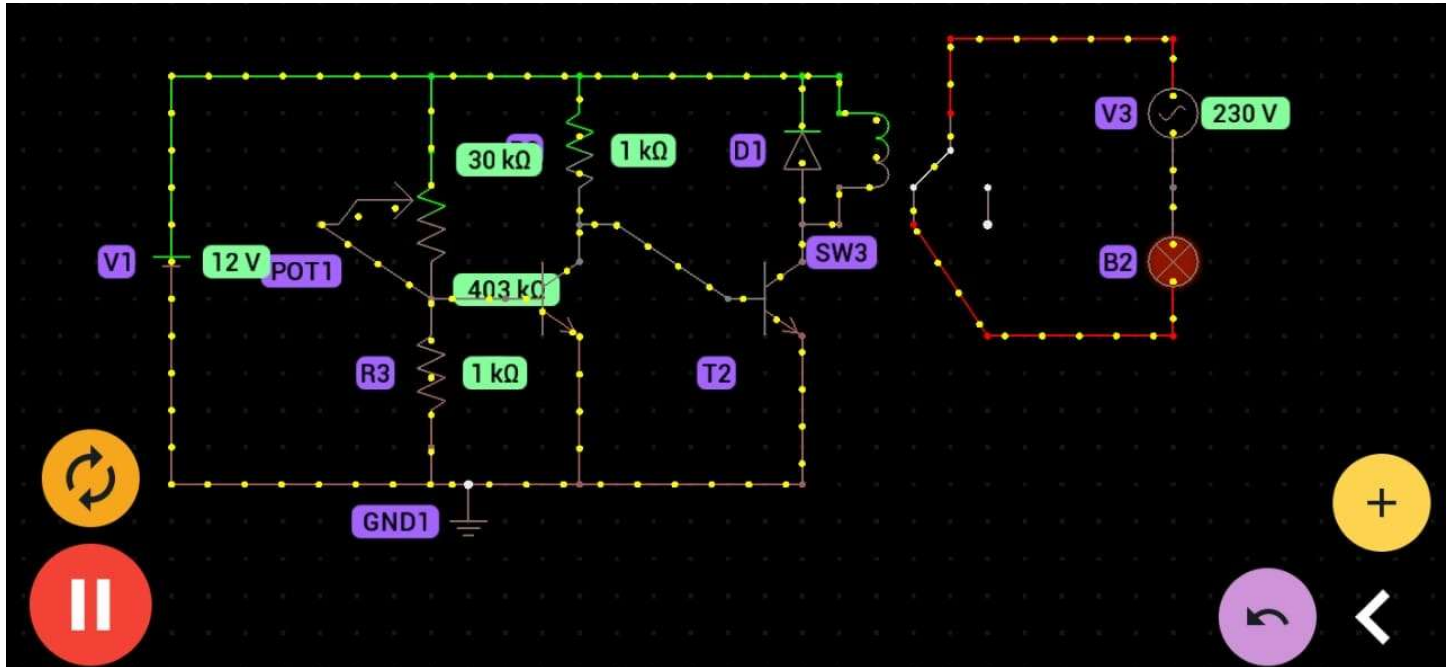 V3
230 V
30 kΩ
1 kΩ
D1
V1
12 V
POT1
SW3
B2
403 kΩ
R3
1 kΩ
T2
GND1